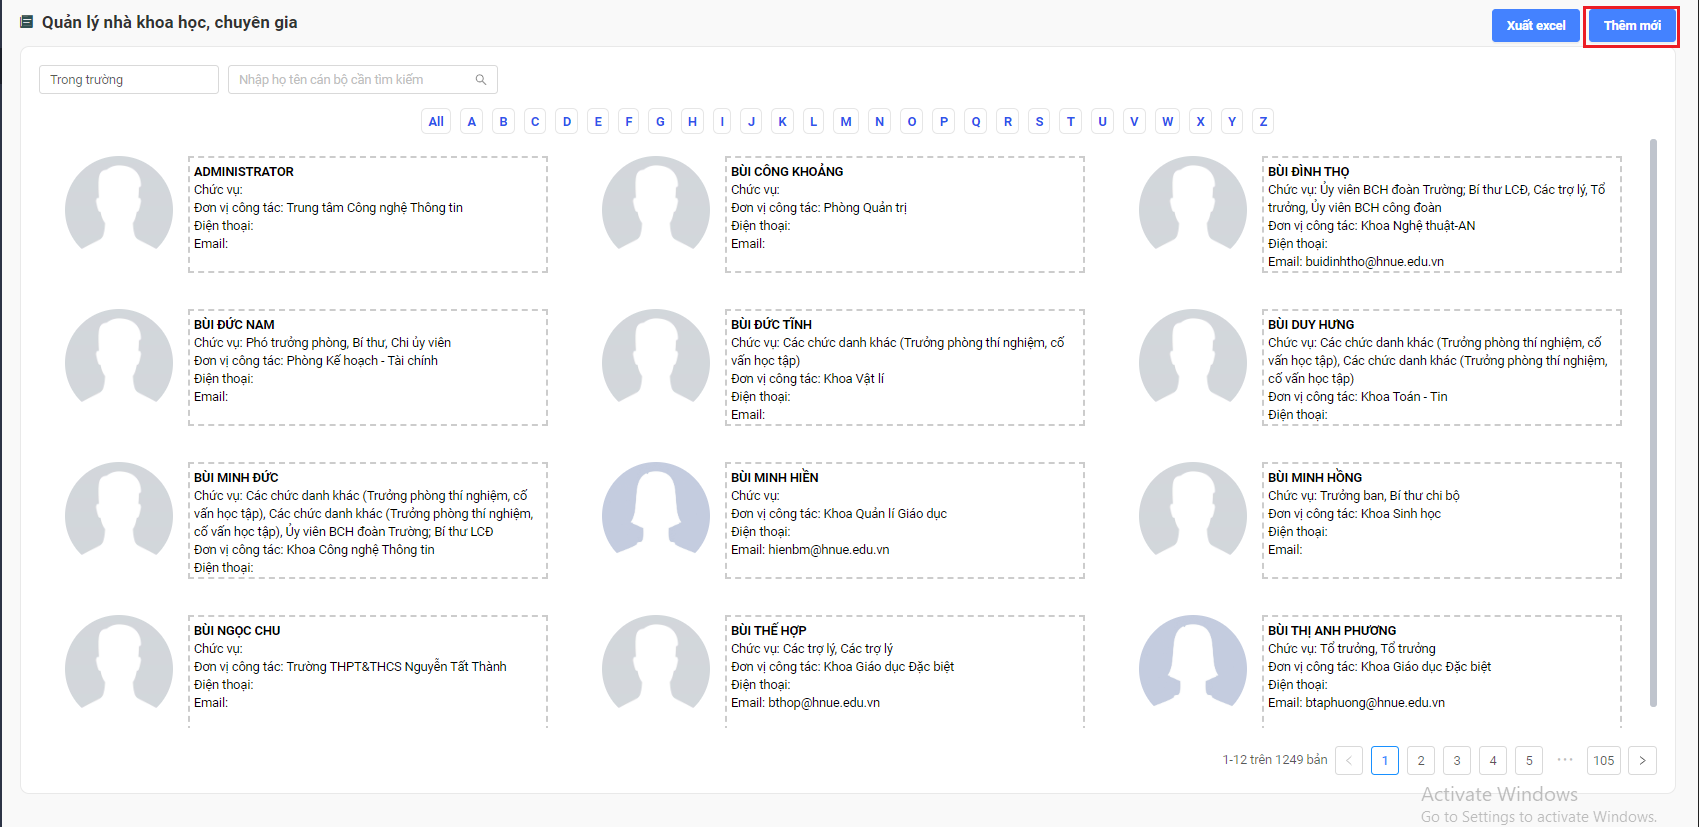 Quản lý nhà khoa học, chuyên gia
Xuất excel
Thêm mới
Trong trường
Nhập họ tên cán bộ cần tìm kiếm
All A B C D E F G H I J K L M N O P Q R S T U V W X Y Z
ADMINISTRATOR
Chức vụ:
Đơn vị công tác: Trung tâm Công nghệ Thông tin
Điện thoại:
Email:
BÙI CÔNG KHOẢNG
Chức vụ:
Đơn vị công tác: Phòng Quản trị
Điện thoại:
Email:
BÙI ĐÌNH THỌ
Chức vụ: Ủy viên BCH đoàn Trường; Bí thư LCĐ, Các trợ lý, Tổ
trưởng, Ủy viên BCH công đoàn
Đơn vị công tác: Khoa Nghệ thuật-AN
Điện thoại:
Email: buidinhtho@hnue.edu.vn
BÙI ĐỨC NAM
Chức vụ: Phó trưởng phòng, Bí thư, Chi ủy viên
Đơn vị công tác: Phòng Kế hoạch - Tài chính
Điện thoại:
Email:
BÙI ĐỨC TĨNH
Chức vụ: Các chức danh khác (Trưởng phòng thí nghiệm, cố
vấn học tập)
Đơn vị công tác: Khoa Vật lí
Điện thoại:
Email:
BÙI DUY HƯNG
Chức vụ: Các chức danh khác (Trưởng phòng thí nghiệm, cố
vấn học tập), Các chức danh khác (Trưởng phòng thí nghiệm,
cố vấn học tập)
Đơn vị công tác: Khoa Toán - Tin
Điện thoại:
BÙI MINH ĐỨC
Chức vụ: Các chức danh khác (Trưởng phòng thí nghiệm, cố
vấn học tập), Các chức danh khác (Trưởng phòng thí nghiệm,
cố vấn học tập), Ủy viên BCH đoàn Trường; Bí thư LCĐ
Đơn vị công tác: Khoa Công nghệ Thông tin
Điện thoại:
BÙI MINH HIỀN
Chức vụ:
Đơn vị công tác: Khoa Quản lí Giáo dục
Điện thoại:
Email: hienbm@hnue.edu.vn
BÙI MINH HỒNG
Chức vụ: Trưởng ban, Bí thư chi bộ
Đơn vị công tác: Khoa Sinh học
Điện thoại:
Email:
BÙI NGỌC CHU
Chức vụ:
Đơn vị công tác: Trường THPT&THCS Nguyễn Tất Thành
Điện thoại:
Email:
BÙI THẾ HỢP
Chức vụ: Các trợ lý, Các trợ lý
Đơn vị công tác: Khoa Giáo dục Đặc biệt
Điện thoại:
Email: bthop@hnue.edu.vn
BÙI THỊ ANH PHƯƠNG
Chức vụ: Tổ trưởng, Tổ trưởng
Đơn vị công tác: Khoa Giáo dục Đặc biệt
Điện thoại:
Email: btaphuong@hnue.edu.vn
1-12 trên 1249 bản < 1 2 3 4 5 ••• 105 >
Activate Windows
Go to Settings to activate Windows.